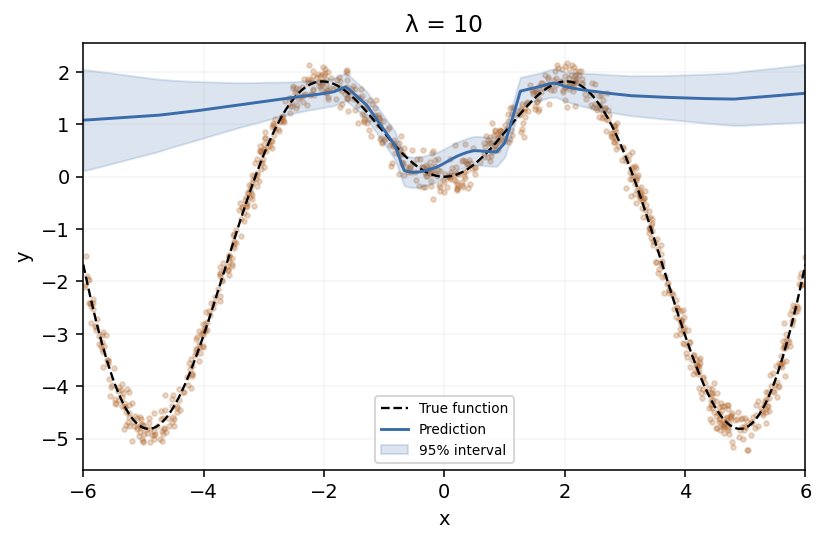 λ = 10
y
2
1
0
−1
−2
−3
−4
−5
True function
Prediction
95% interval
−6 −4 −2 0 2 4 6
x